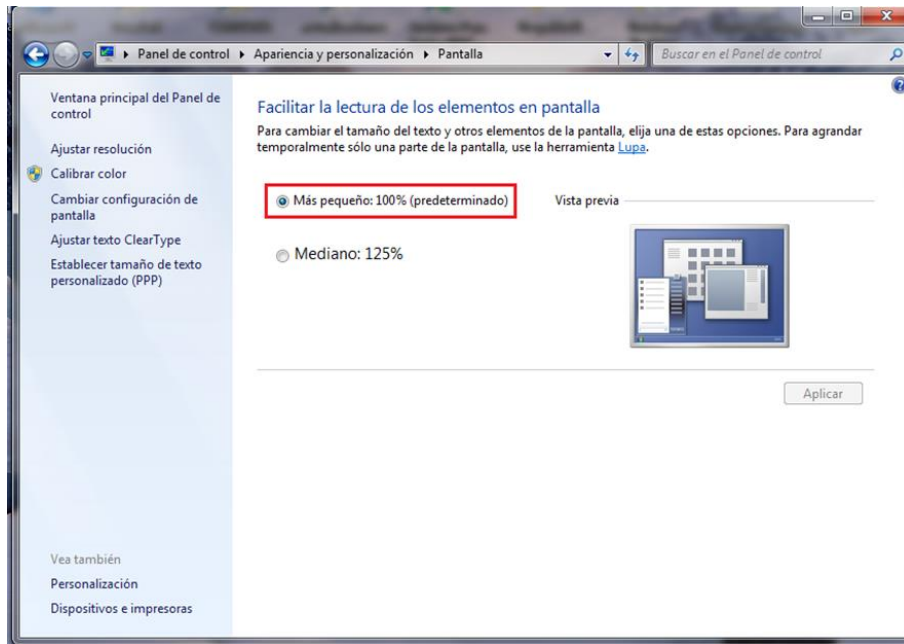 Panel de control ▸ Apariencia y personalización ▸ Pantalla
Buscar en el Panel de control
Ventana principal del Panel de
control
Ajustar resolución
Calibrar color
Cambiar configuración de
pantalla
Ajustar texto ClearType
Establecer tamaño de texto
personalizado (PPP)
Vea también
Personalización
Dispositivos e impresoras
Facilitar la lectura de los elementos en pantalla
Para cambiar el tamaño del texto y otros elementos de la pantalla, elija una de estas opciones. Para agrandar
temporalmente sólo una parte de la pantalla, use la herramienta Lupa.
Más pequeño: 100% (predeterminado)
Vista previa
Mediano: 125%
Aplicar